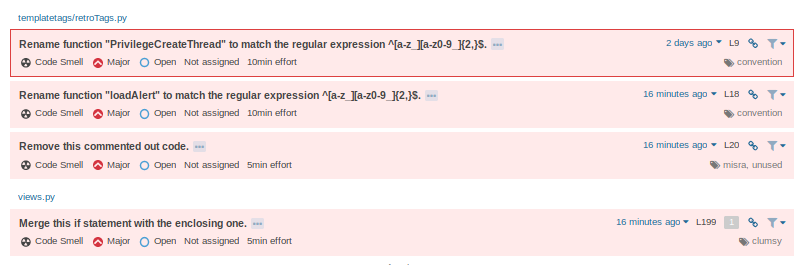 templatetags/retroTags.py
Rename function "PrivilegeCreateThread" to match the regular expression ^[a-z_][a-z0-9_]{2,}$. 2 days ago L9
Code Smell Major Open Not assigned 10min effort convention
Rename function "loadAlert" to match the regular expression ^[a-z_][a-z0-9_]{2,}$. 16 minutes ago L18
Code Smell Major Open Not assigned 10min effort convention
Remove this commented out code. 16 minutes ago L20
Code Smell Major Open Not assigned 5min effort misra, unused
views.py
Merge this if statement with the enclosing one. 16 minutes ago L199 1
Code Smell Major Open Not assigned 5min effort clumsy